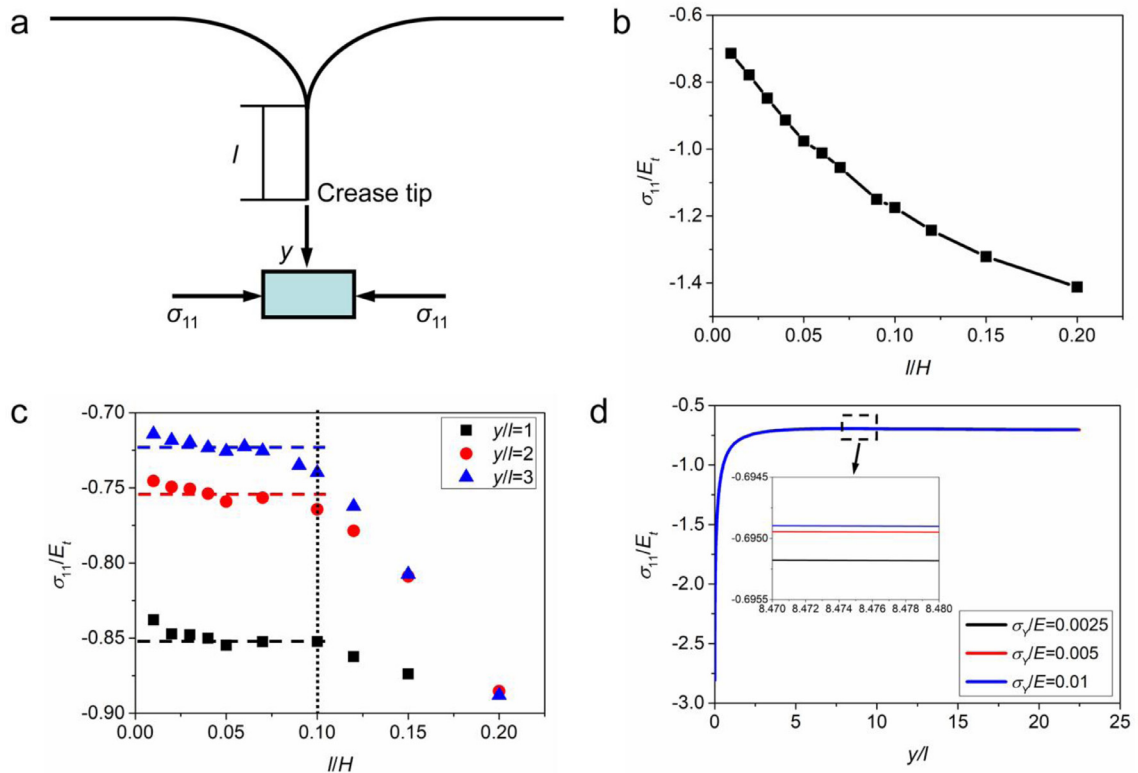 a
l
Crease tip
y
σ11
σ11
b
-0.6
-0.8
-1.0
-1.2
-1.4
σ11/Et
0.00
0.05
0.10
0.15
0.20
l/H
c
-0.70
-0.75
-0.80
-0.85
-0.90
σ11/Et
y/l=1
y/l=2
y/l=3
0.00
0.05
0.10
0.15
0.20
l/H
d
-0.5
-1.0
-1.5
-2.0
-2.5
-3.0
σ11/Et
-0.6945
-0.6950
-0.6955
8.470 8.472 8.474 8.476 8.478 8.480
σY/E=0.0025
σY/E=0.005
σY/E=0.01
0
5
10
15
20
25
y/l